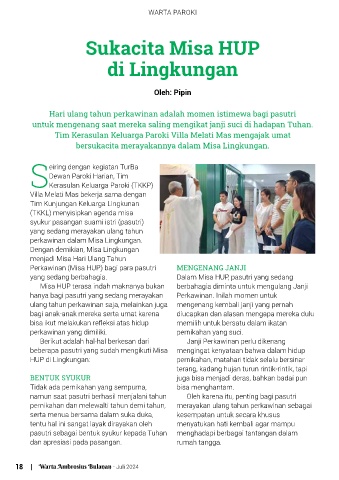 WARTA PAROKI
Sukacita Misa HUP
di Lingkungan
Oleh: Pipin
Hari ulang tahun perkawinan adalah momen istimewa bagi pasutri
untuk mengenang saat mereka saling mengikat janji suci di hadapan Tuhan.
Tim Kerasulan Keluarga Paroki Villa Melati Mas mengajak umat
bersukacita merayakannya dalam Misa Lingkungan.
Seiring dengan kegiatan TurBa
Dewan Paroki Harian, Tim
Kerasulan Keluarga Paroki (TKKP)
Villa Melati Mas bekerja sama dengan
Tim Kunjungan Keluarga Lingkunan
(TKKL) menyisipkan agenda misa
syukur pasangan suami istri (pasutri)
yang sedang merayakan ulang tahun
perkawinan dalam Misa Lingkungan.
Dengan demikian, Misa Lingkungan
menjadi Misa Hari Ulang Tahun
Perkawinan (Misa HUP) bagi para pasutri
yang sedang berbahagia.
Misa HUP terasa indah maknanya bukan
hanya bagi pasutri yang sedang merayakan
ulang tahun perkawinan saja, melainkan juga
bagi anak-anak mereka serta umat karena
bisa ikut melakukan refleksi atas hidup
perkawinan yang dimiliki.
Berikut adalah hal-hal berkesan dari
beberapa pasutri yang sudah mengikuti Misa
HUP di Lingkungan:
BENTUK SYUKUR
Tidak ada pernikahan yang sempurna,
namun saat pasutri berhasil menjalani tahun
pernikahan dan melewati tahun demi tahun,
serta menua bersama dalam suka duka,
tentu hal ini sangat layak dirayakan oleh
pasutri sebagai bentuk syukur kepada Tuhan
dan apresiasi pada pasangan.
MENGENANG JANJI
Dalam Misa HUP, pasutri yang sedang
berbahagia diminta untuk mengulang Janji
Perkawinan. Inilah momen untuk
mengenang kembali janji yang pernah
diucapkan dan alasan mengapa mereka dulu
memilih untuk bersatu dalam ikatan
pernikahan yang suci.
Janji Perkawinan perlu dikenang
mengingat kenyataan bahwa dalam hidup
pernikahan, matahari tidak selalu bersinar
terang, kadang hujan turun rintik-rintik, tapi
juga bisa menjadi deras, bahkan badai pun
bisa menghantam.
Oleh karena itu, penting bagi pasutri
merayakan ulang tahun perkawinan sebagai
kesempatan untuk secara khusus
menyatukan hati kembali agar mampu
menghadapi berbagai tantangan dalam
rumah tangga.
18 | Warta Ambrosius Bulanan - Juli 2024